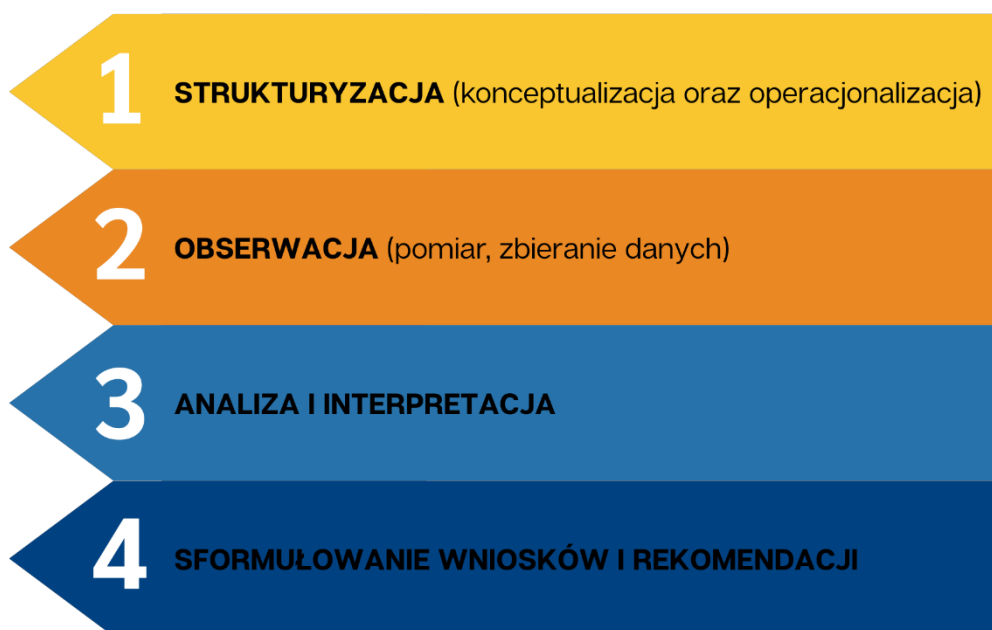 1 STRUKTURYZACJA (konceptualizacja oraz operacjonalizacja)
2 OBSERWACJA (pomiar, zbieranie danych)
3 ANALIZA I INTERPRETACJA
4 SFORMUŁOWANIE WNIOSKÓW I REKOMENDACJI